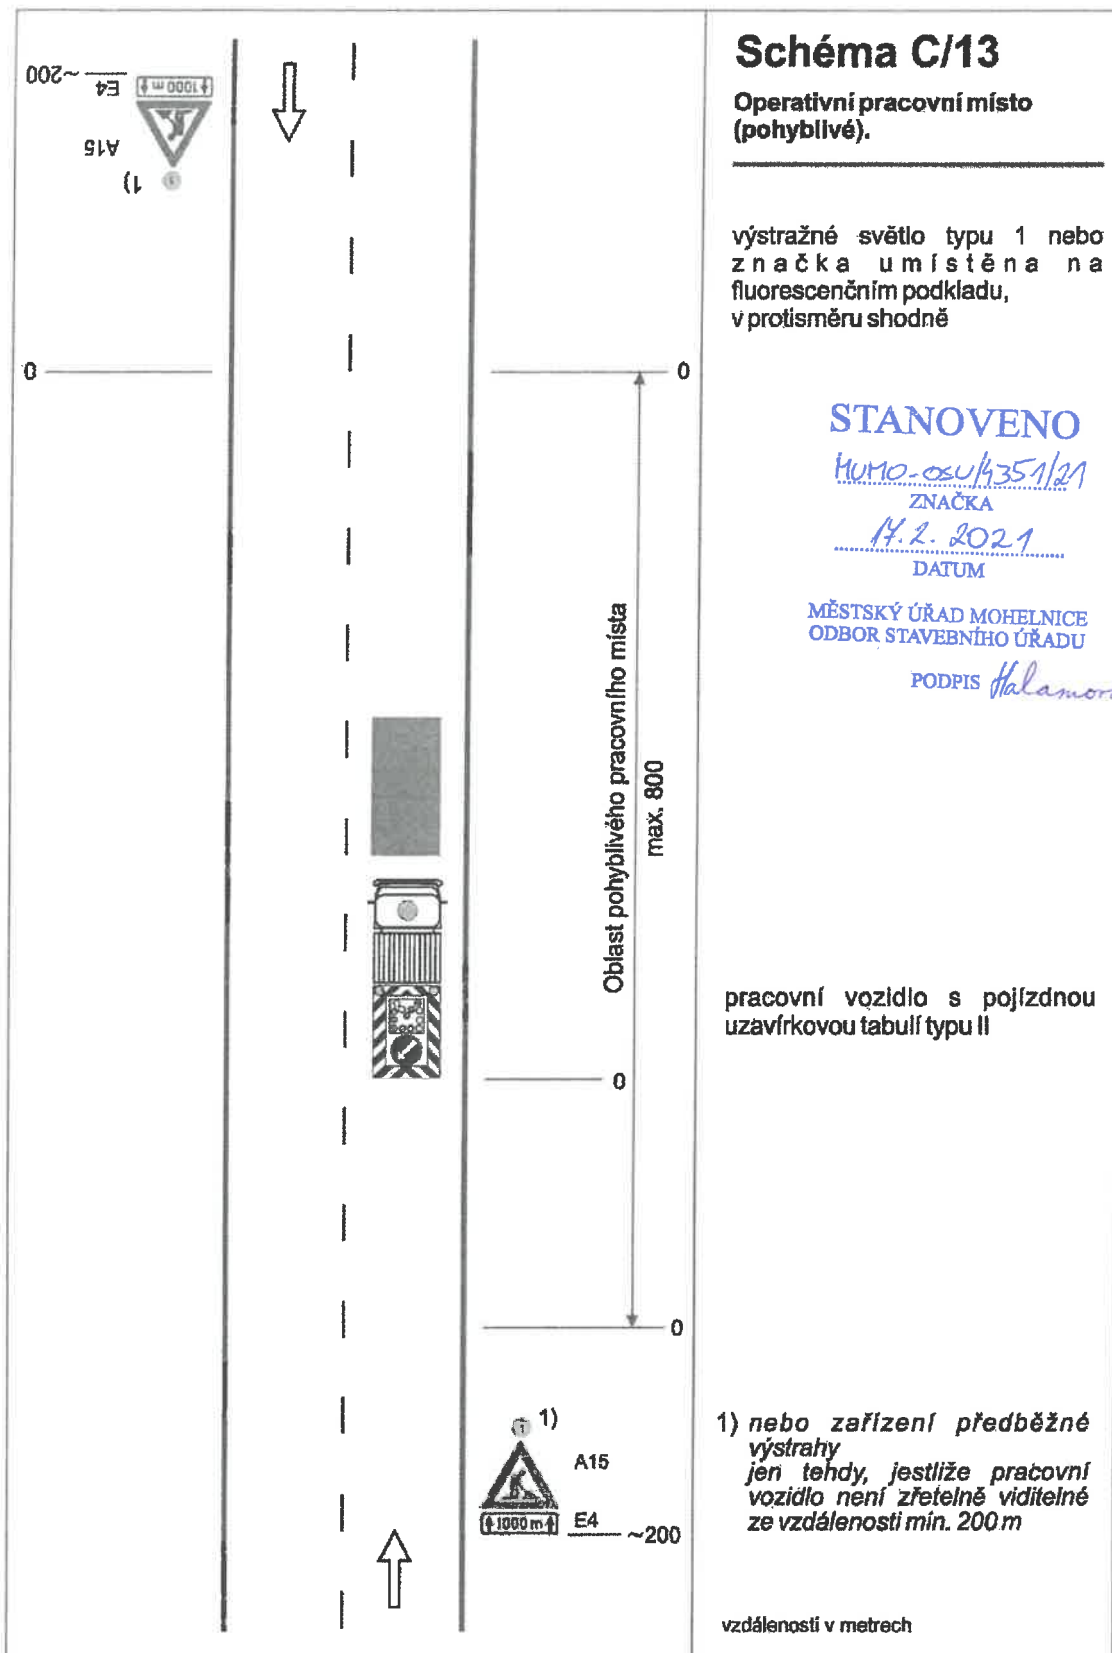 Schéma C/13
Operativní pracovní místo
(pohyblivé).
výstražné světlo typu 1 nebo
značka umístěna na
fluorescenčním podkladu,
v protisměru shodně
STANOVENO
MUMO-OSU/4351/21
ZNAČKA
17.2. 2021
DATUM
MĚSTSKÝ ÚŘAD MOHELNICE
ODBOR STAVEBNÍHO ÚŘADU
PODPIS
~200
E4
1000 m
A15
1)
0
0
Oblast pohyblivého pracovního místa
max. 800
pracovní vozidlo s pojízdnou
uzavírkovou tabulí typu II
0
0
1
1)
A15
1000 m
E4
~200
1) nebo zařízení předběžné
výstrahy
jen tehdy, jestliže pracovní
vozidlo není zřetelně viditelné
ze vzdálenosti min. 200 m
vzdálenosti v metrech